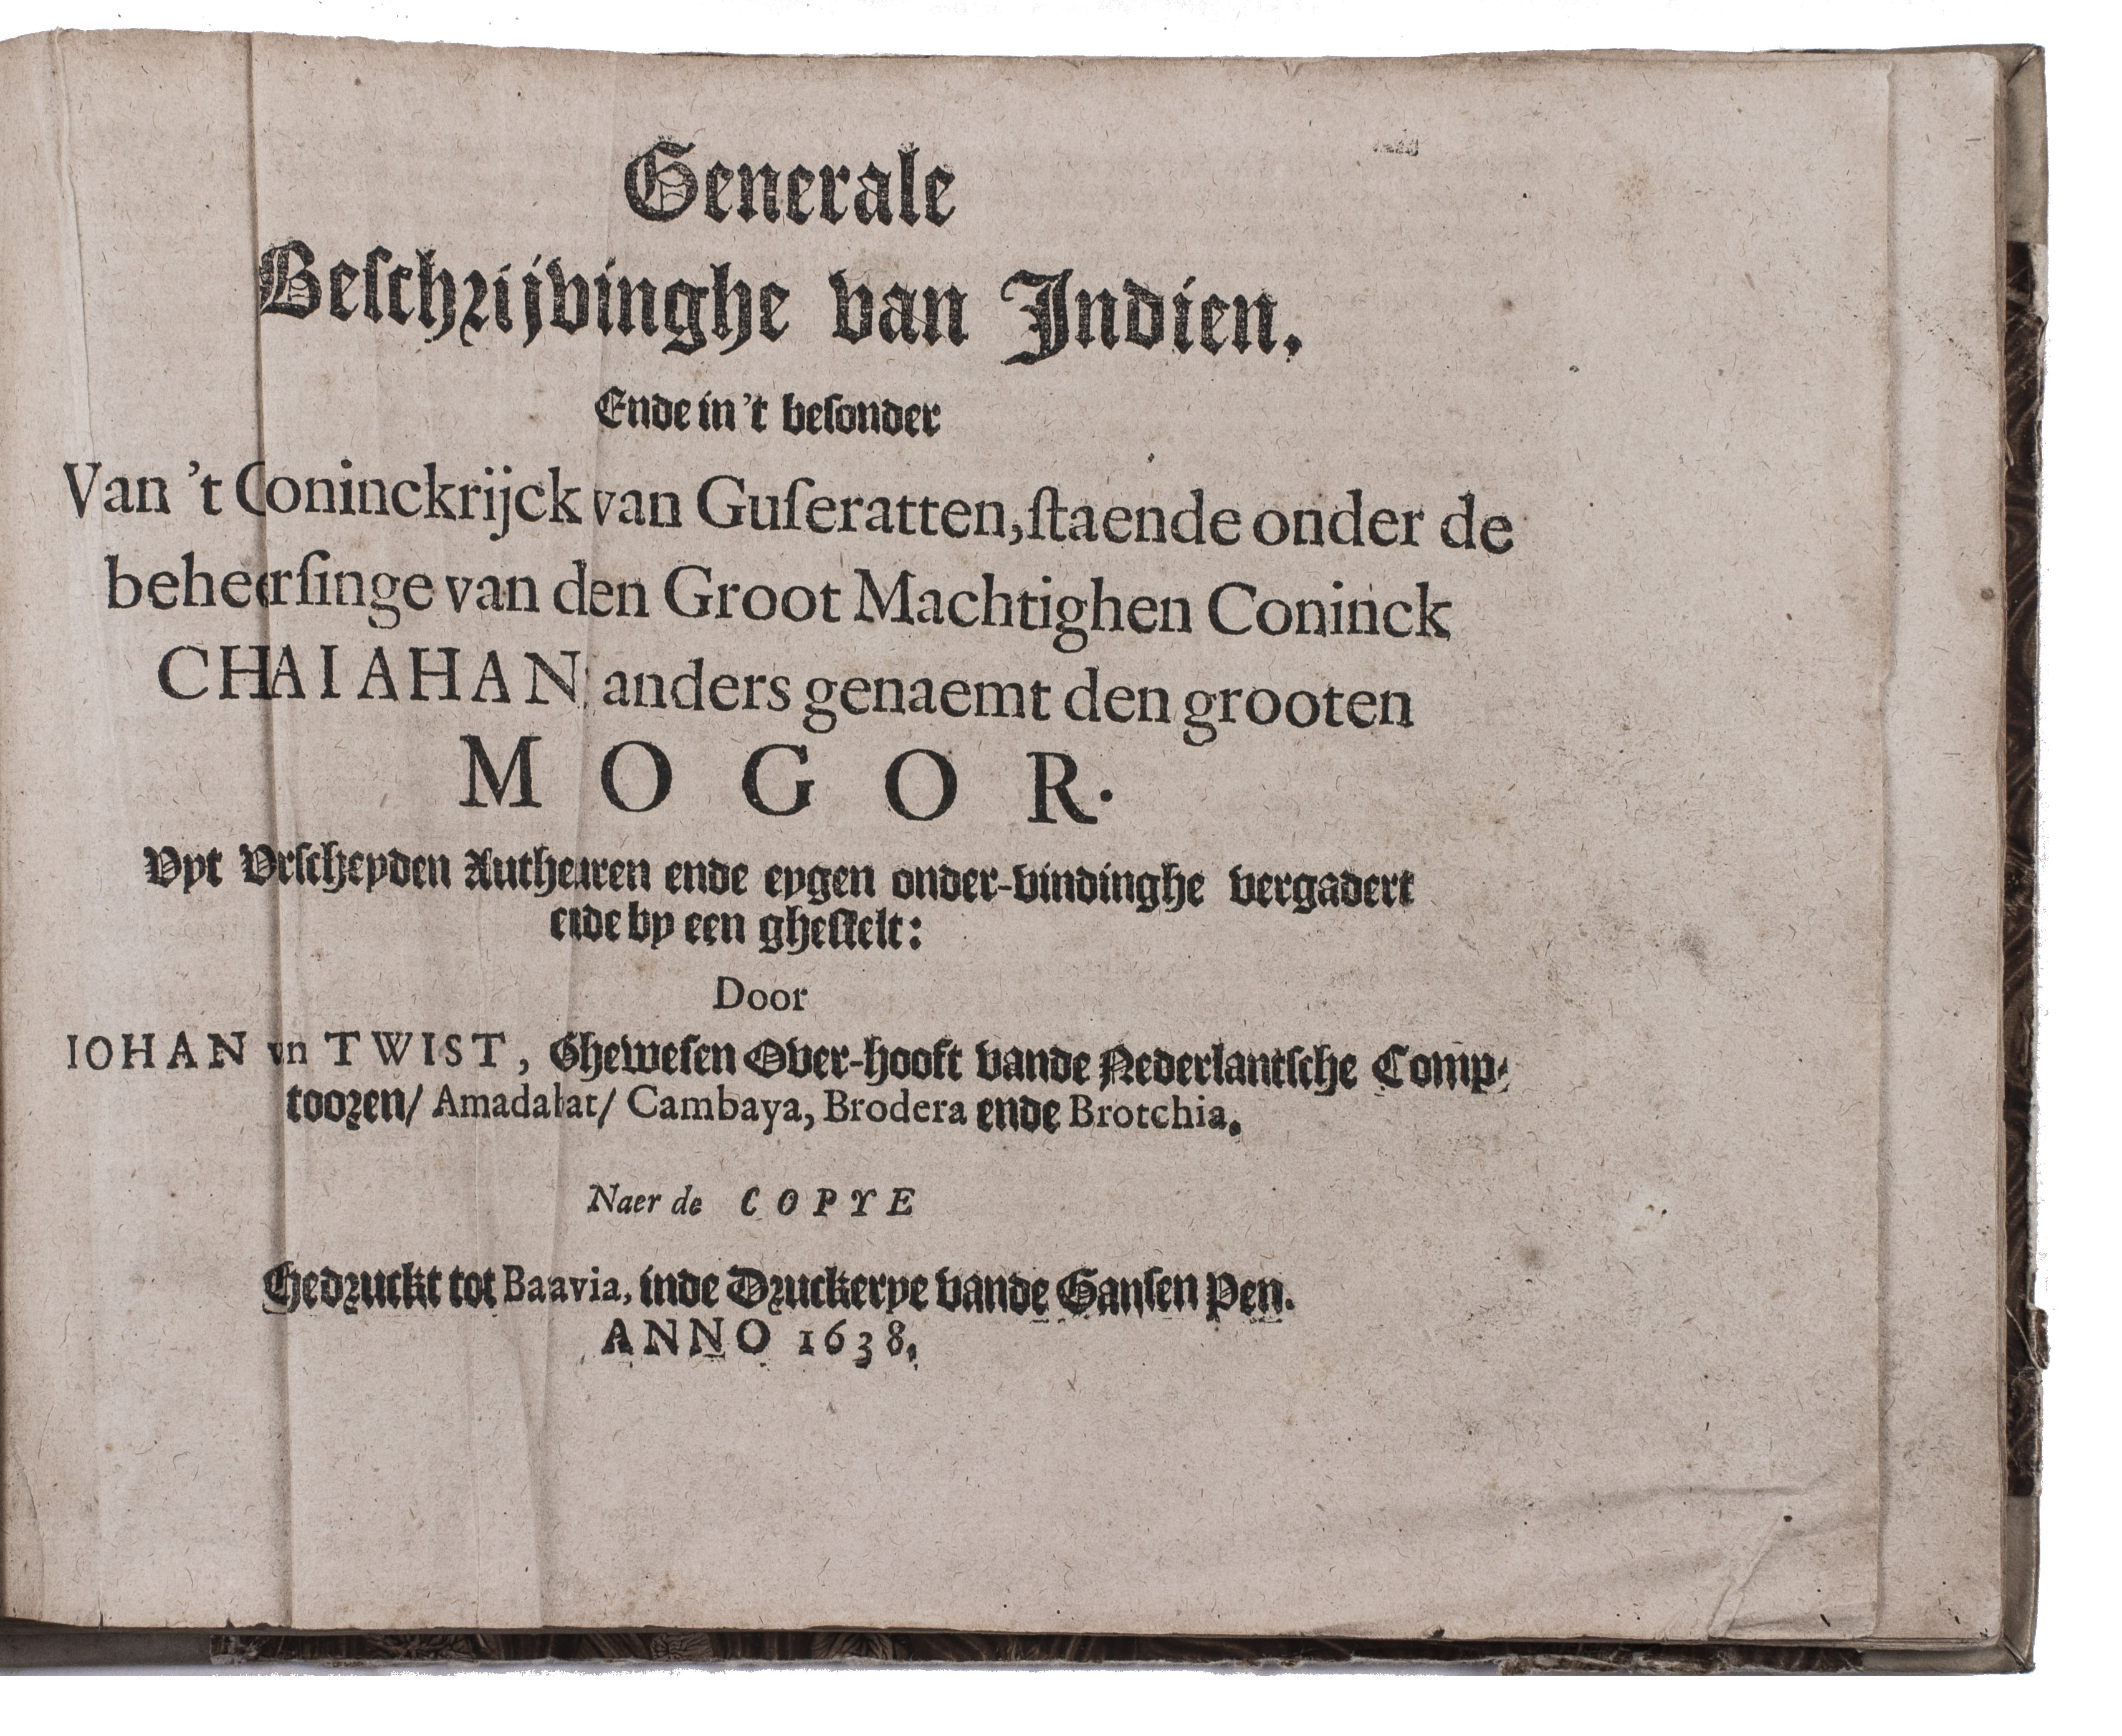 Generale
Beſchrijvinghe van Indien.
Ende in 't beſonder
Van 't Coninckrijck van Guſeratten, ſtaende onder de
beheerſinge van den Groot Machtighen Coninck
CHAIAHAN anders genaemt den grooten
MOGOR.
Vyt Vrſcheyden Autheuren ende eygen onder-vindinghe vergadert
ende by een gheſtelt:
Door
IOHAN vn TWIST, Gheweſen Over-hooft vande Nederlantſche Comp-
tooren/ Amadabat/ Cambaya, Brodera ende Brotchia.
Naer de COPYE
Gedruckt tot Baavia, inde Druckerye vande Ganſen Pen.
ANNO 1638.